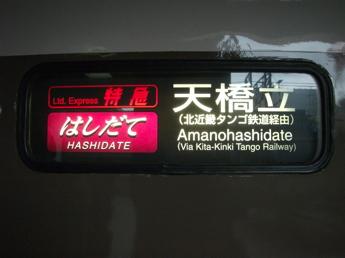 Ltd. Express 特急
はしだて
HASHIDATE
天橋立
(北近畿タンゴ鉄道経由)
Amanohashidate
(Via Kita-Kinki Tango Railway)